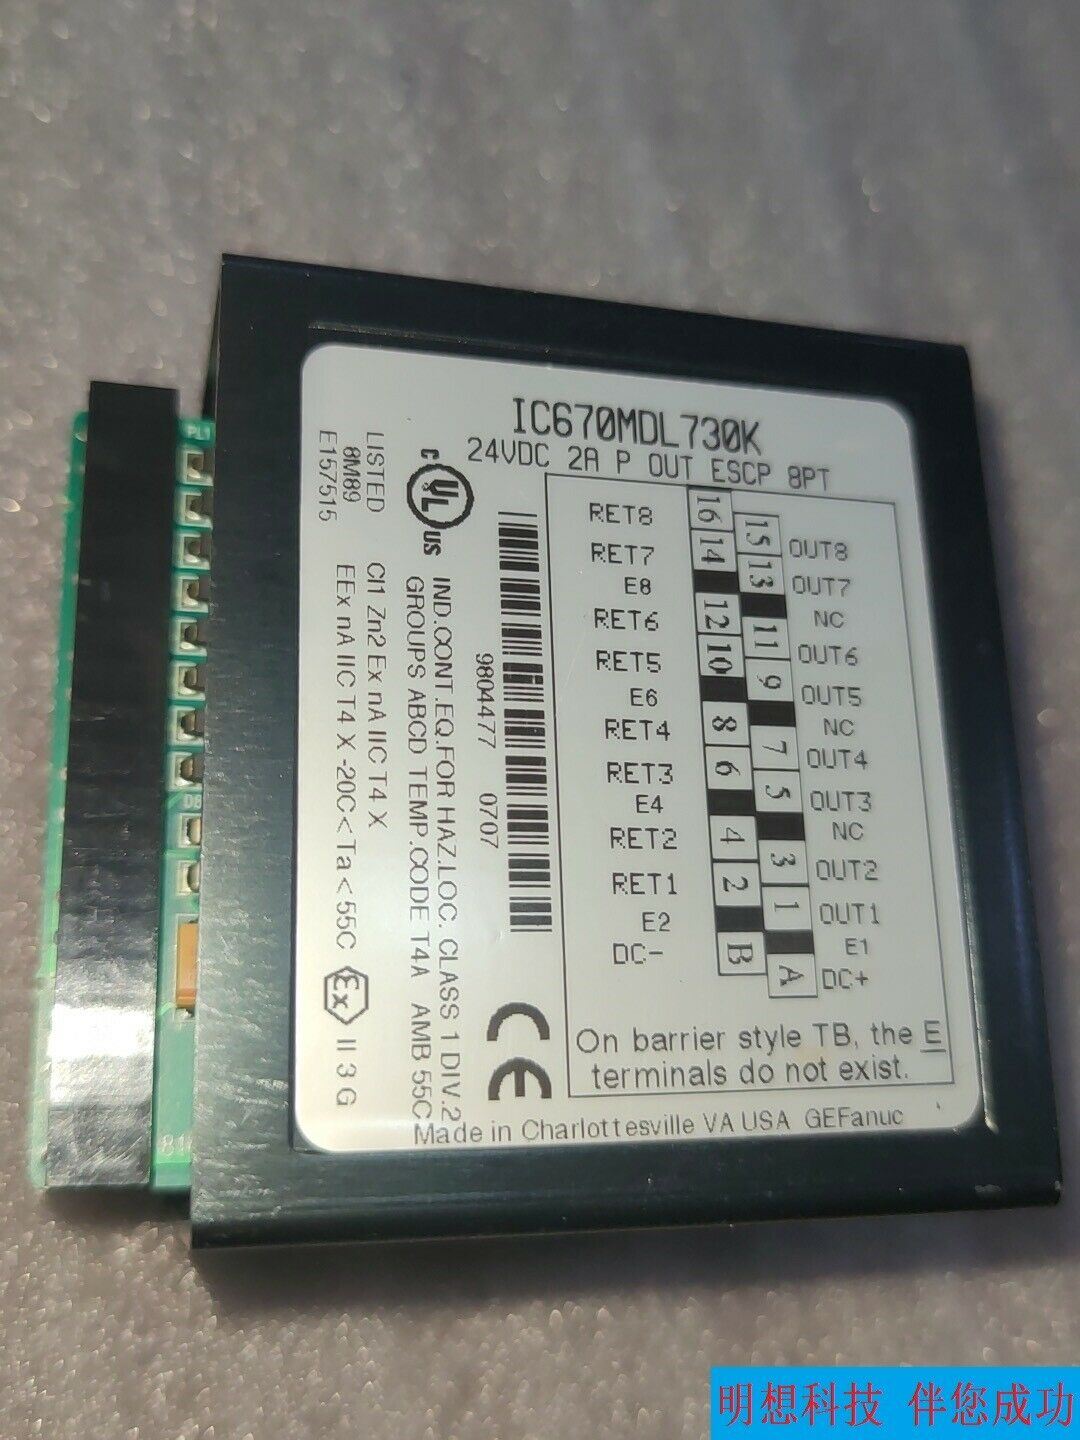 IC670MDL730K
24VDC 2A P OUT ESCP 8PT
LISTED
8M89
E157515
C UL US
IND.CONT.EQ.FOR HAZ.LOC. CLASS 1 DIV.2
GROUPS ABCD TEMP.CODE T4A AMB 55C
Cl1 Zn2 Ex nA IIC T4 X
EEx nA IIC T4 X -20C<Ta<55C Ex II 3 G
9804477 0707
RET8 16 15 OUT8
RET7 14 13 OUT7
E8 NC
RET6 12 11 OUT6
RET5 10 9 OUT5
E6 NC
RET4 8 7 OUT4
RET3 6 5 OUT3
E4 NC
RET2 4 3 OUT2
RET1 2 1 OUT1
E2 E1
DC- B A DC+
On barrier style TB, the E
terminals do not exist.
CE
Made in Charlottesville VA USA GEFanuc
明想科技 伴您成功